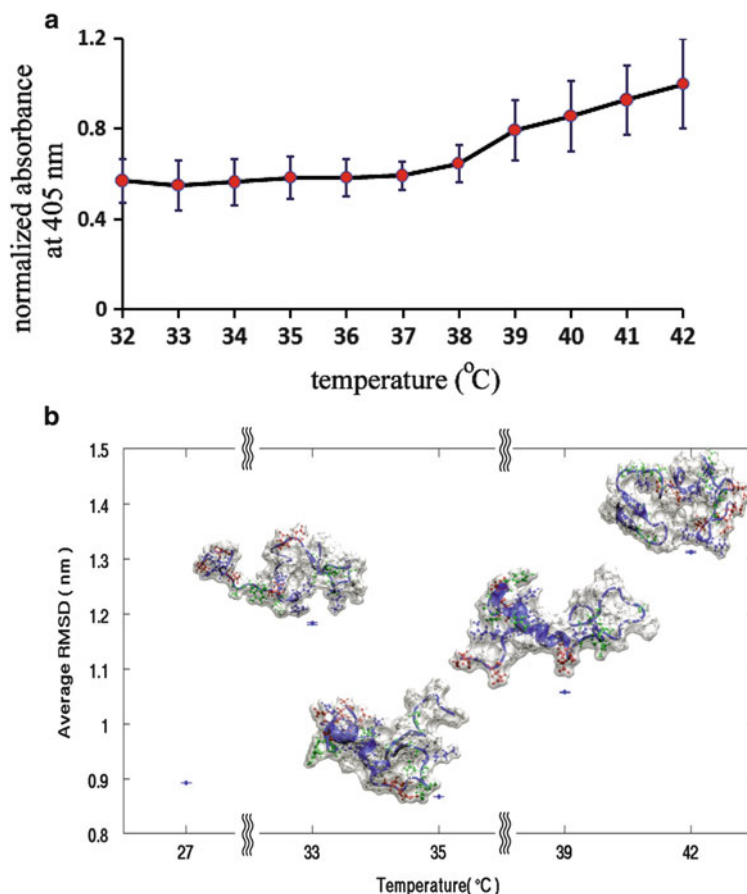 a
1.2
0.8
0.4
0
normalized absorbance
at 405 nm
32 33 34 35 36 37 38 39 40 41 42
temperature (°C)
b
1.5
1.4
1.3
1.2
1.1
1
0.9
0.8
Average RMSD ( nm )
27 33 35 39 42
Temperature( °C)